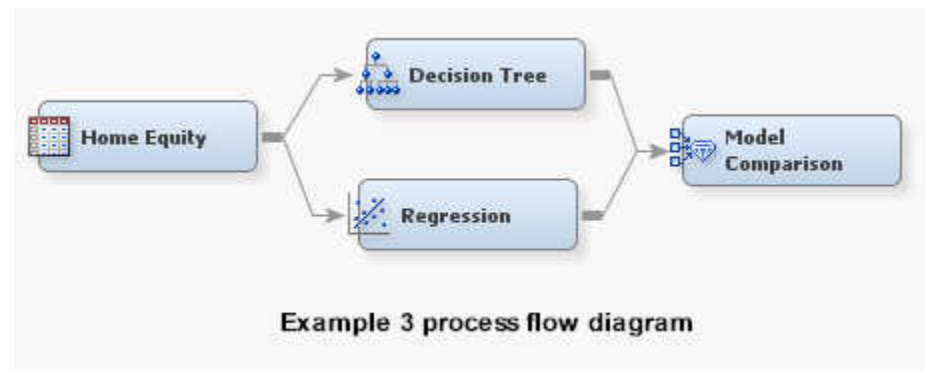 Home Equity
Decision Tree
Regression
Model
Comparison
Example 3 process flow diagram